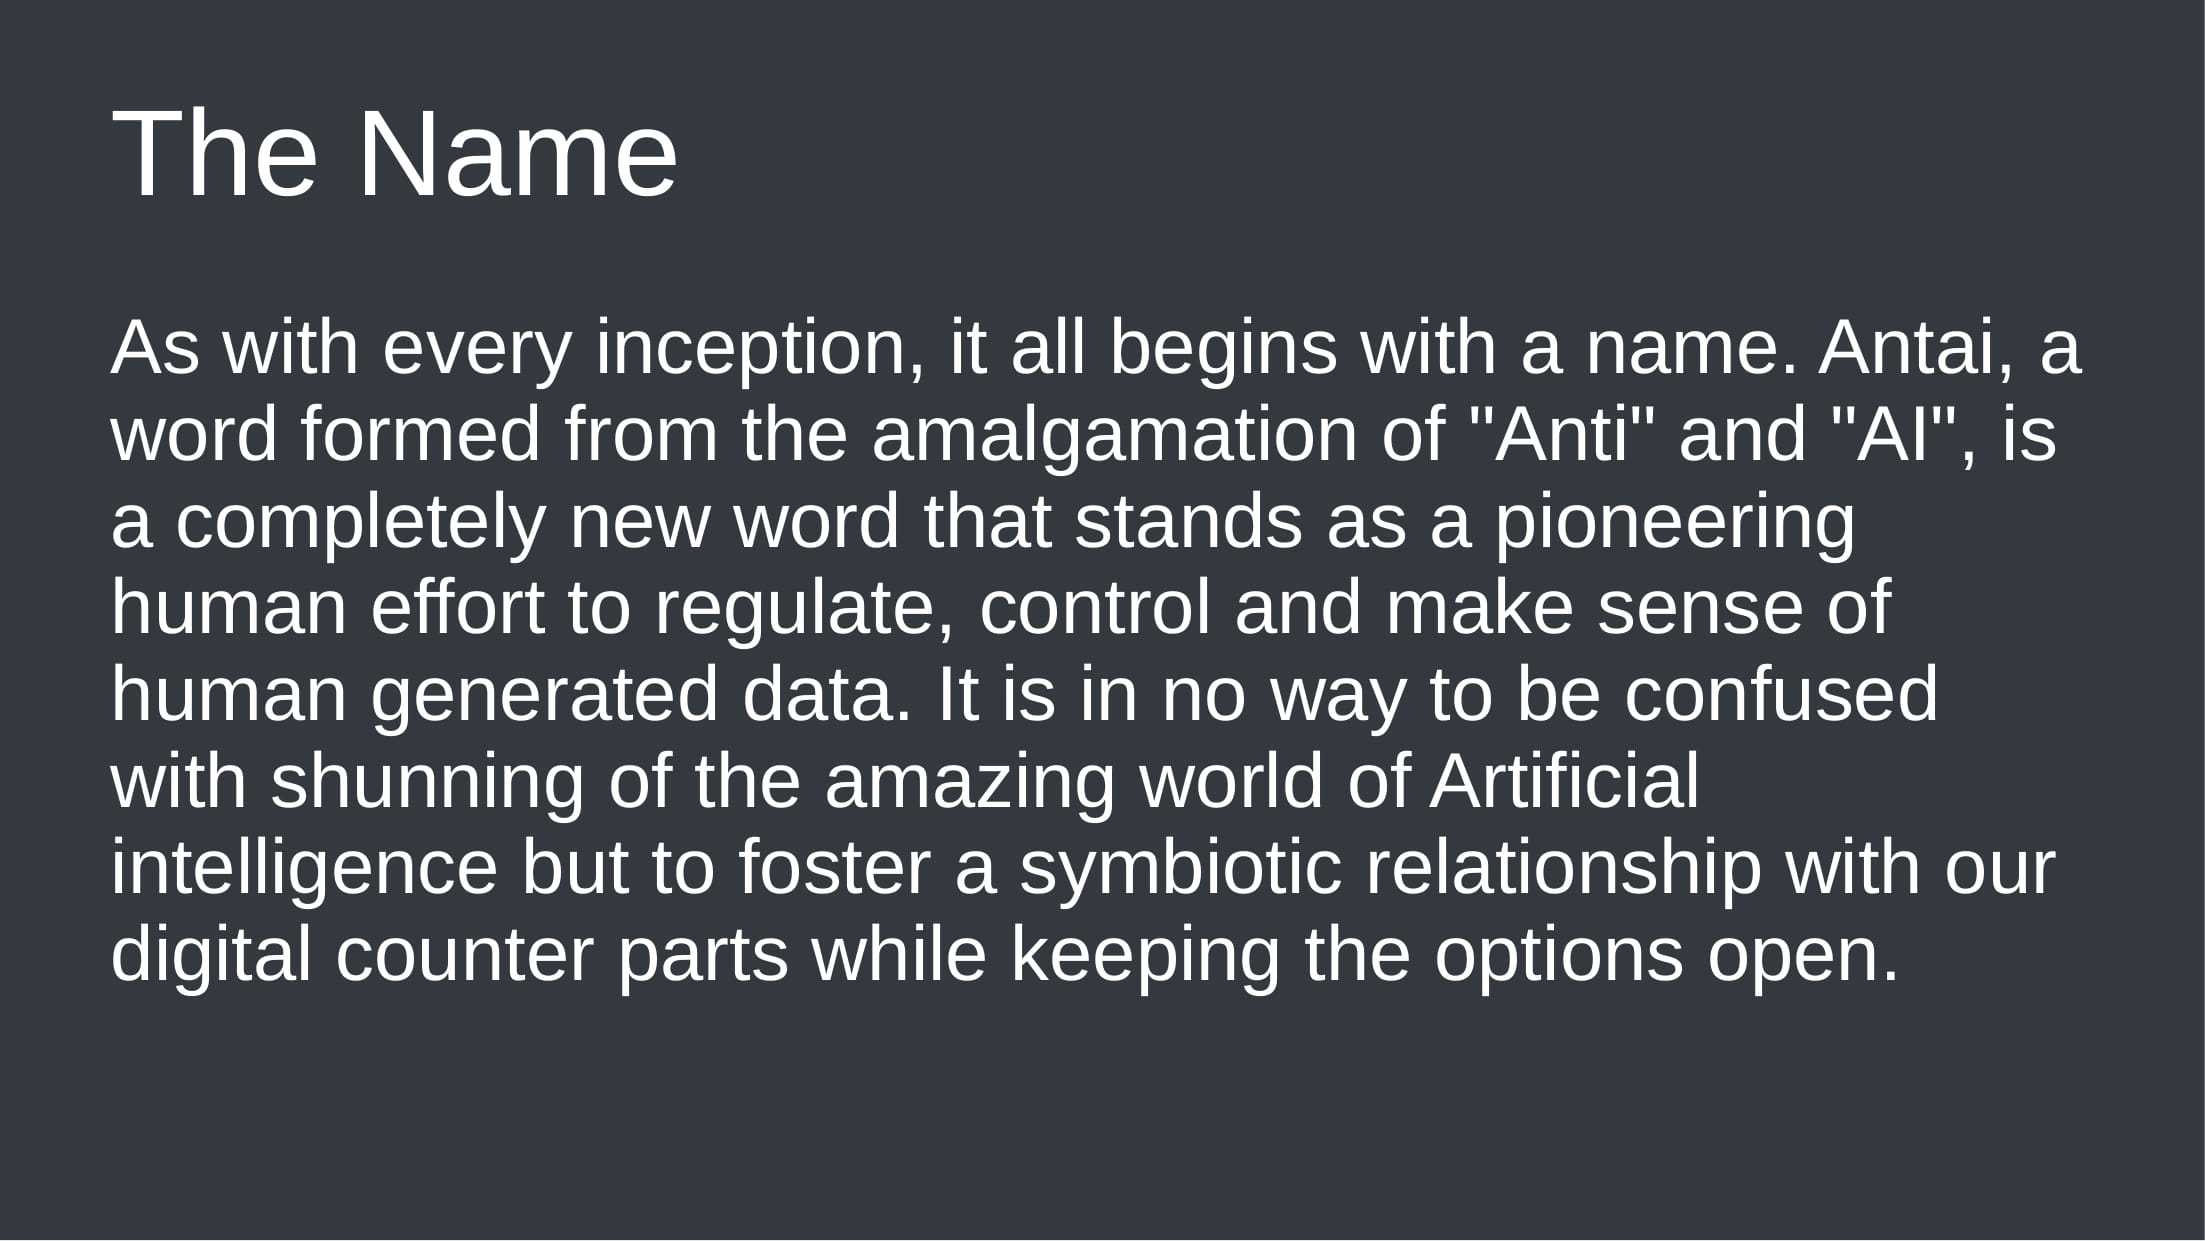 The Name
As with every inception, it all begins with a name. Antai, a
word formed from the amalgamation of "Anti" and "AI", is
a completely new word that stands as a pioneering
human effort to regulate, control and make sense of
human generated data. It is in no way to be confused
with shunning of the amazing world of Artificial
intelligence but to foster a symbiotic relationship with our
digital counter parts while keeping the options open.